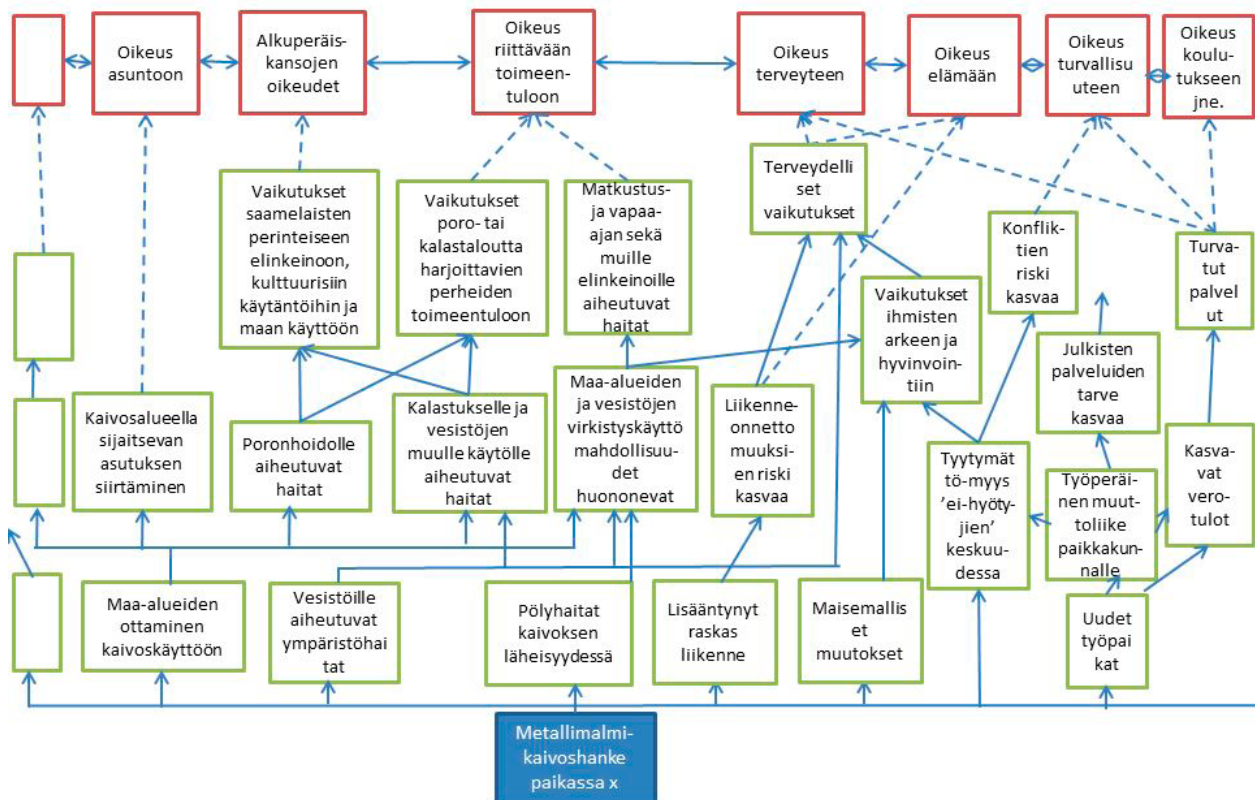 Oikeus
asuntoon
Alkuperäis-
kansojen
oikeudet
Oikeus
riittävään
toimeen-
tuloon
Oikeus
terveyteen
Oikeus
elämään
Oikeus
turvallisu
uteen
Oikeus
koulu-
tukseen
jne.
Vaikutukset
saamelaisten
perinteiseen
elinkeinoon,
kulttuurisiin
käytäntöihin ja
maan käyttöön
Vaikutukset
poro- tai
kalastaloutta
harjoittavien
perheiden
toimeentuloon
Matkustus-
ja vapaa-
ajan sekä
muille
elinkeinoille
aiheutuvat
haitat
Terveydelli
set
vaikutukset
Konflik-
tien
riski
kasvaa
Turva-
tut
palvel
ut
Vaikutukset
ihmisten
arkeen ja
hyvinvoin-
tiin
Julkisten
palveluiden
tarve
kasvaa
Kaivosalueella
sijaitsevan
asutuksen
siirtäminen
Poronhoidolle
aiheutuvat
haitat
Kalastukselle ja
vesistöjen
muulle käytölle
aiheutuvat
haitat
Maa-alueiden
ja vesistöjen
virkistyskäyttö
mahdollisuu-
det
huononevat
Liikenne-
onnetto
muuksi-
en riski
kasvaa
Tyytymät
tö-myys
’ei-hyöty-
jien’
keskuu-
dessa
Työperäi-
nen muut-
toliike
paikkakun-
nalle
Kasva-
vat
vero-
tulot
Maa-alueiden
ottaminen
kaivoskäyttöön
Vesistöille
aiheutuvat
ympäristöhai
tat
Pölyhaitat
kaivoksen
läheisyydessä
Lisääntynyt
raskas
liikenne
Maisemallis
et
muutokset
Uudet
työpai
kat
Metallimalmi-
kaivoshanke
paikassa x